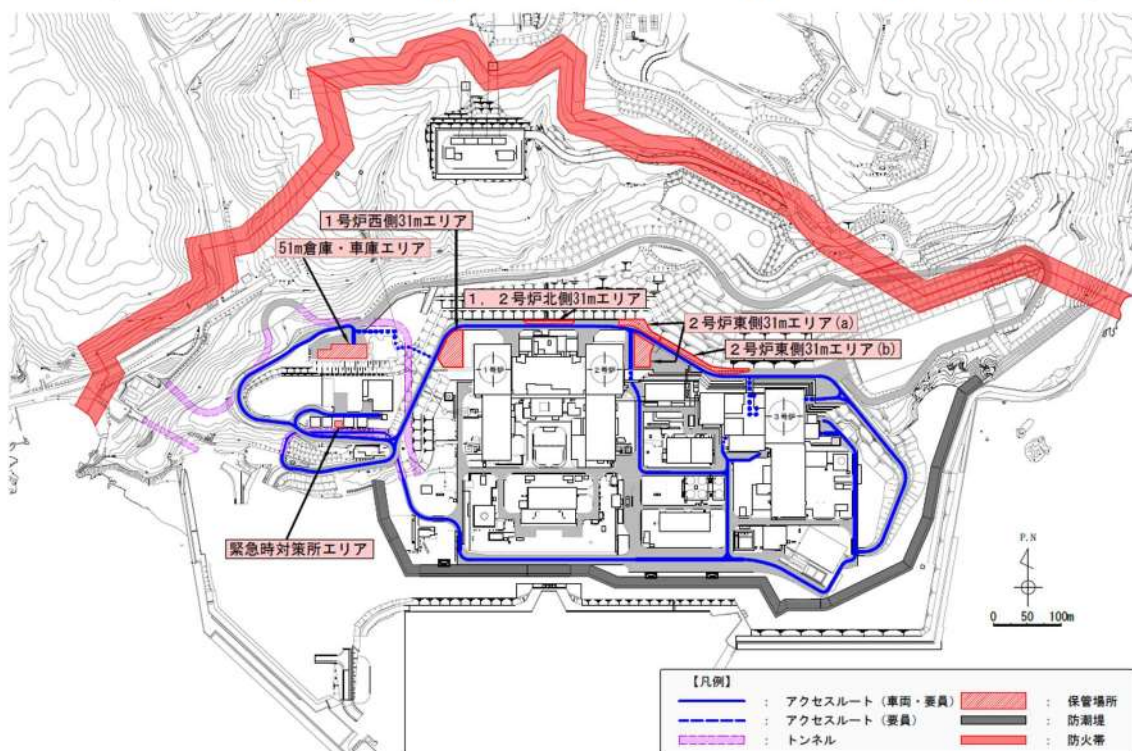 1号炉西側31mエリア
51m倉庫・車庫エリア
1,2号炉北側31mエリア
2号炉東側31mエリア(a)
2号炉東側31mエリア(b)
1号炉
2号炉
3号炉
緊急時対策所エリア
P.N
0 50 100m
【凡例】
: アクセスルート(車両・要員)
: 保管場所
: アクセスルート(要員)
: 防潮堤
: トンネル
: 防火帯